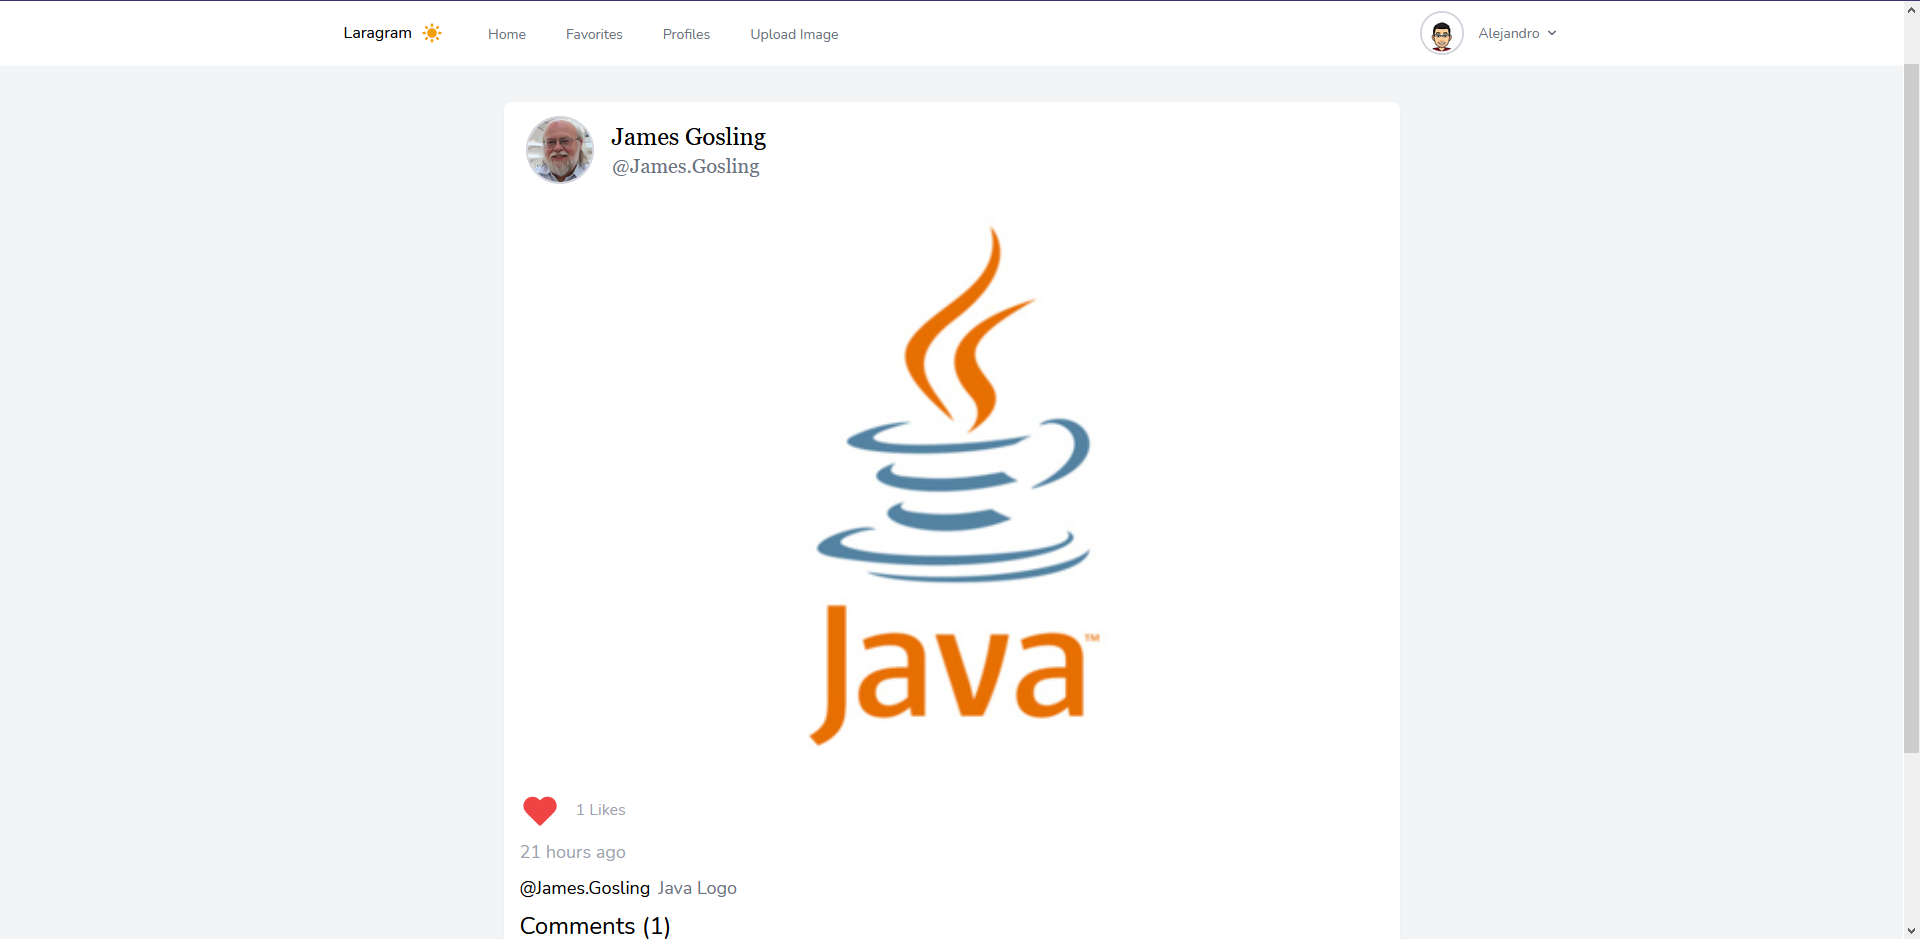 Laragram Home Favorites Profiles Upload Image Alejandro
James Gosling
@James.Gosling
Java™
1 Likes
21 hours ago
@James.Gosling Java Logo
Comments (1)